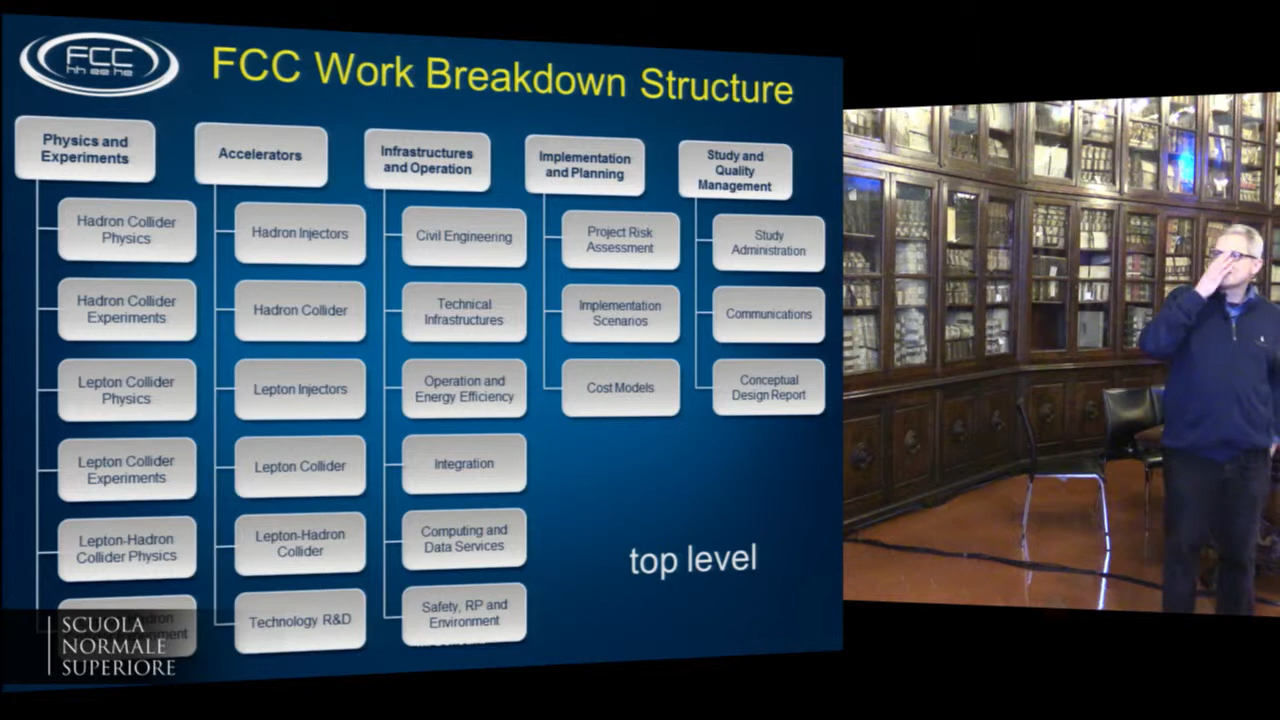 FCC
hh ee he
FCC Work Breakdown Structure
Physics and
Experiments
Hadron Collider
Physics
Hadron Collider
Experiments
Lepton Collider
Physics
Lepton Collider
Experiments
Lepton-Hadron
Collider Physics
Accelerators
Hadron Injectors
Hadron Collider
Lepton Injectors
Lepton Collider
Lepton-Hadron
Collider
Technology R&D
Infrastructures
and Operation
Civil Engineering
Technical
Infrastructures
Operation and
Energy Efficiency
Integration
Computing and
Data Services
Safety, RP and
Environment
Implementation
and Planning
Project Risk
Assessment
Implementation
Scenarios
Cost Models
Study and
Quality
Management
Study
Administration
Communications
Conceptual
Design Report
top level
SCUOLA
NORMALE
SUPERIORE